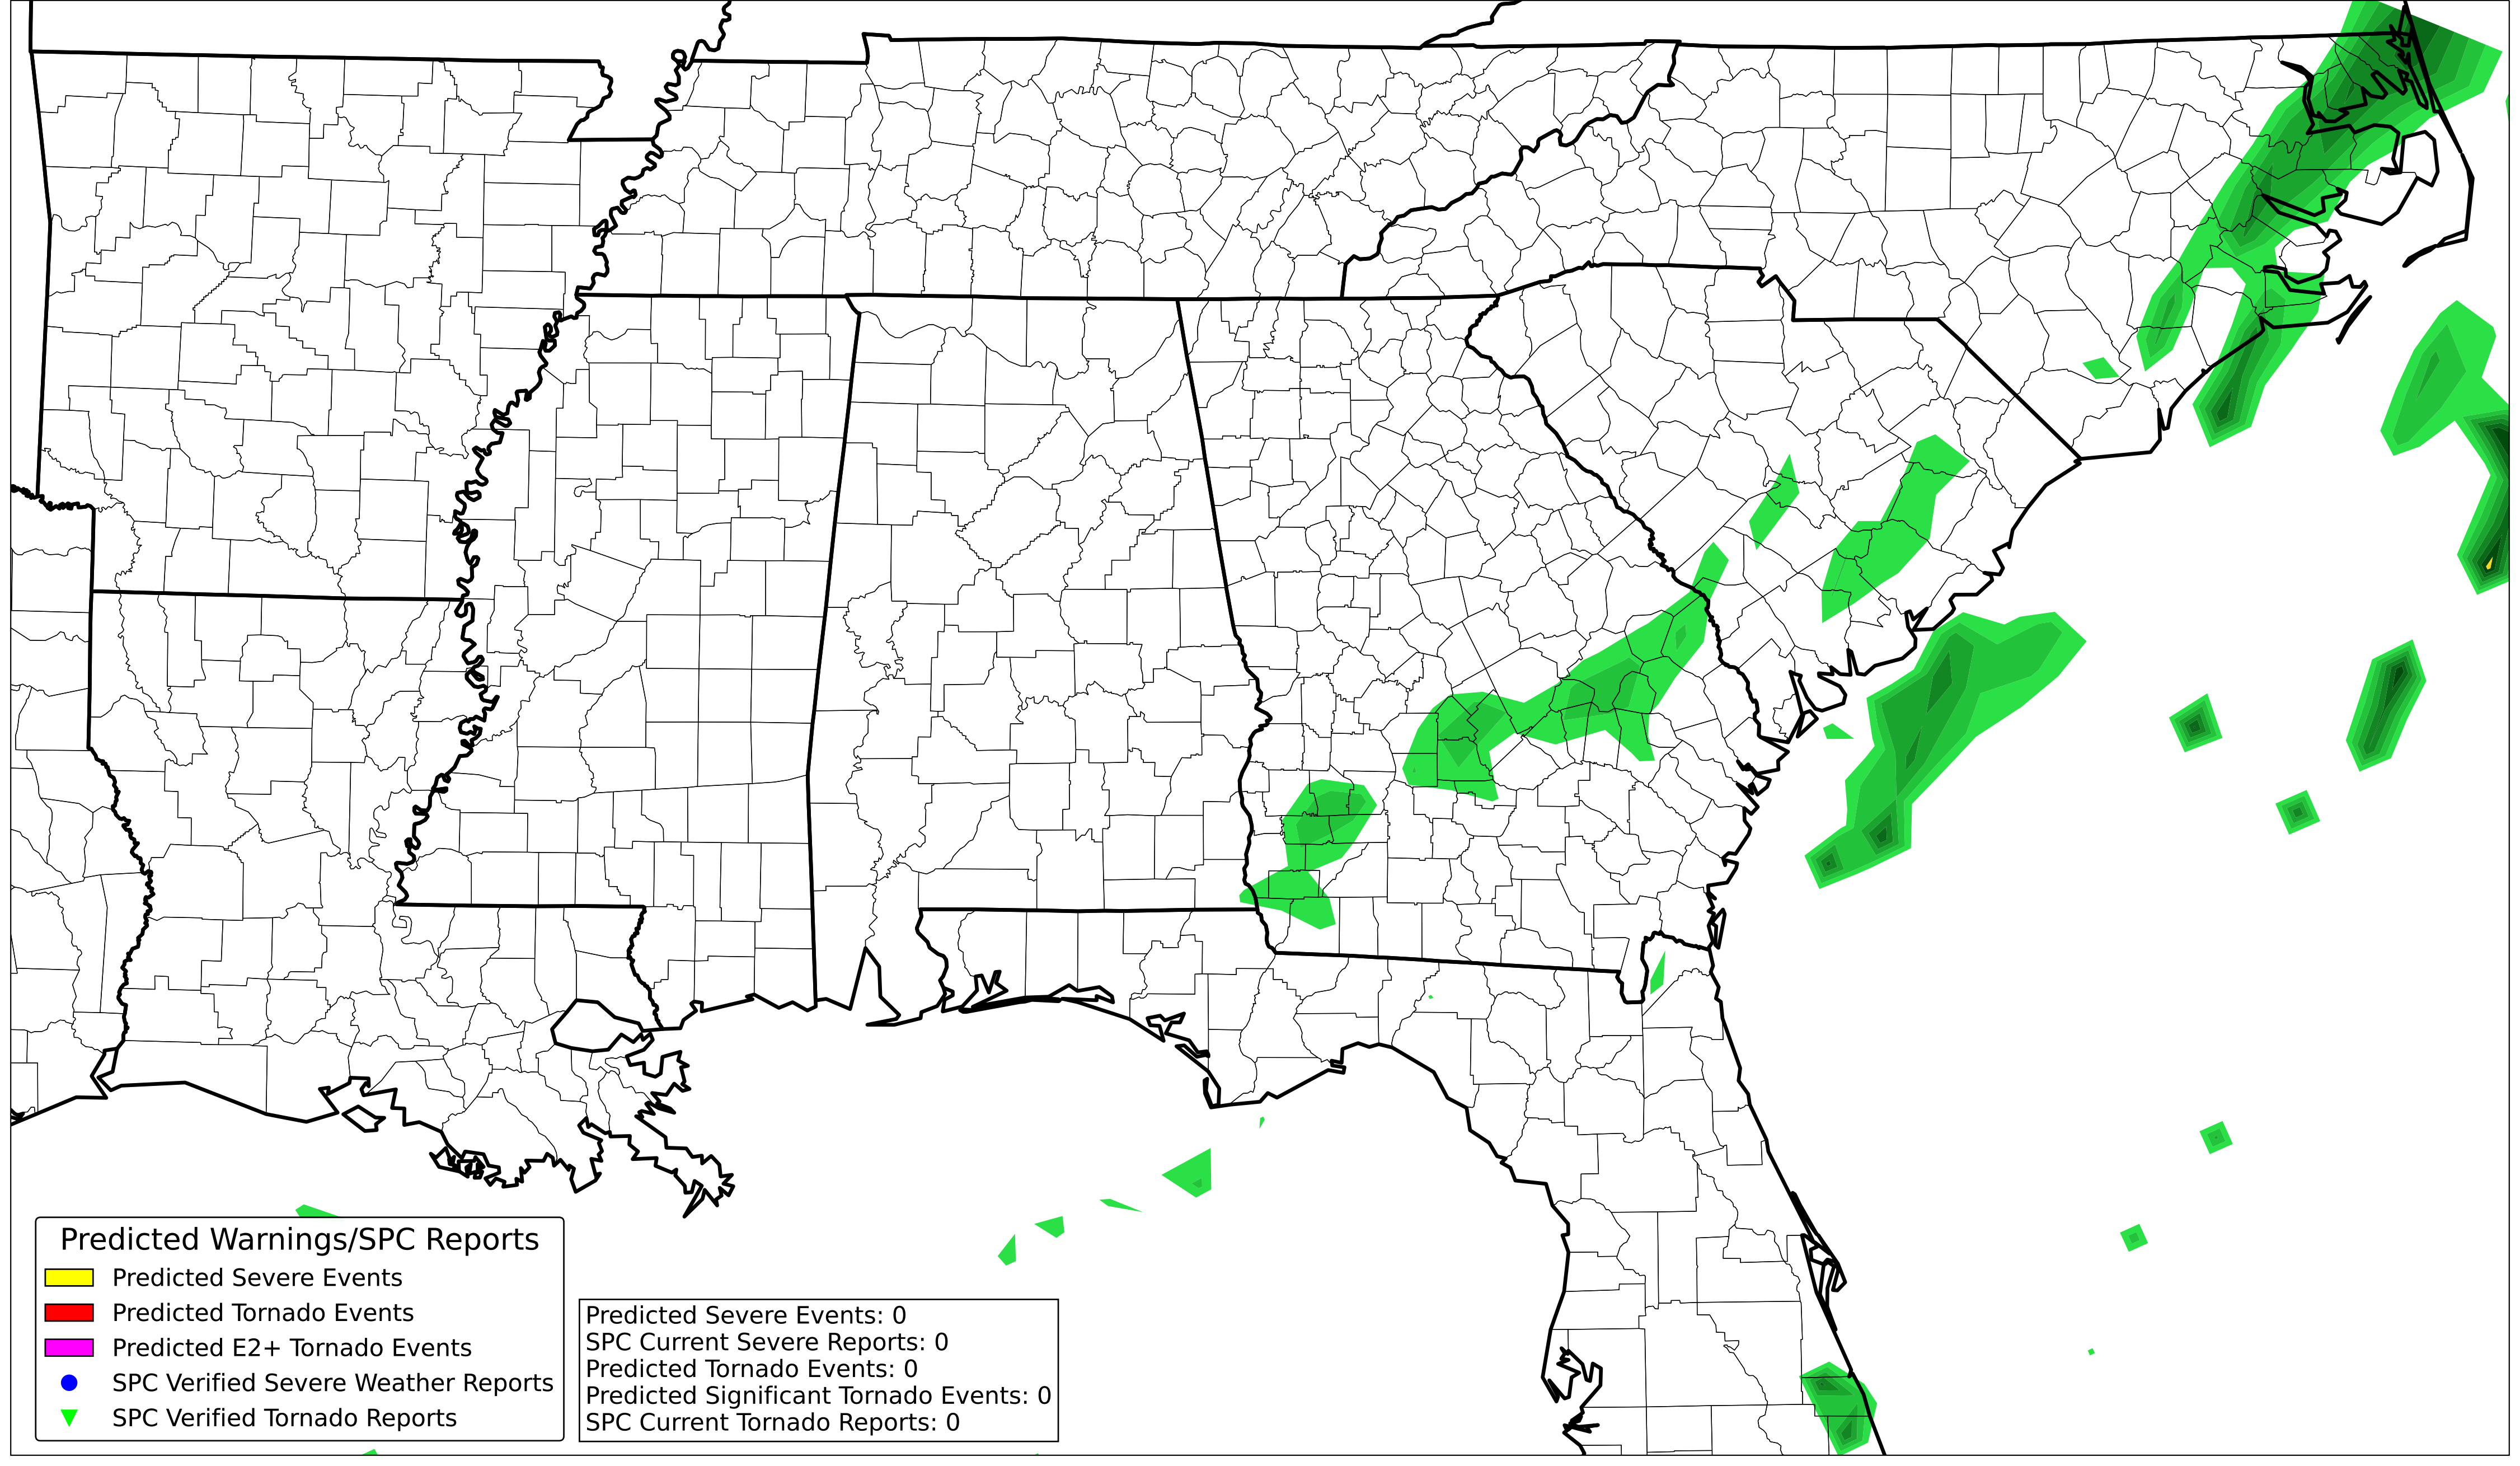 Predicted Warnings/SPC Reports
Predicted Severe Events
Predicted Tornado Events
Predicted E2+ Tornado Events
SPC Verified Severe Weather Reports
SPC Verified Tornado Reports
Predicted Severe Events: 0
SPC Current Severe Reports: 0
Predicted Tornado Events: 0
Predicted Significant Tornado Events: 0
SPC Current Tornado Reports: 0